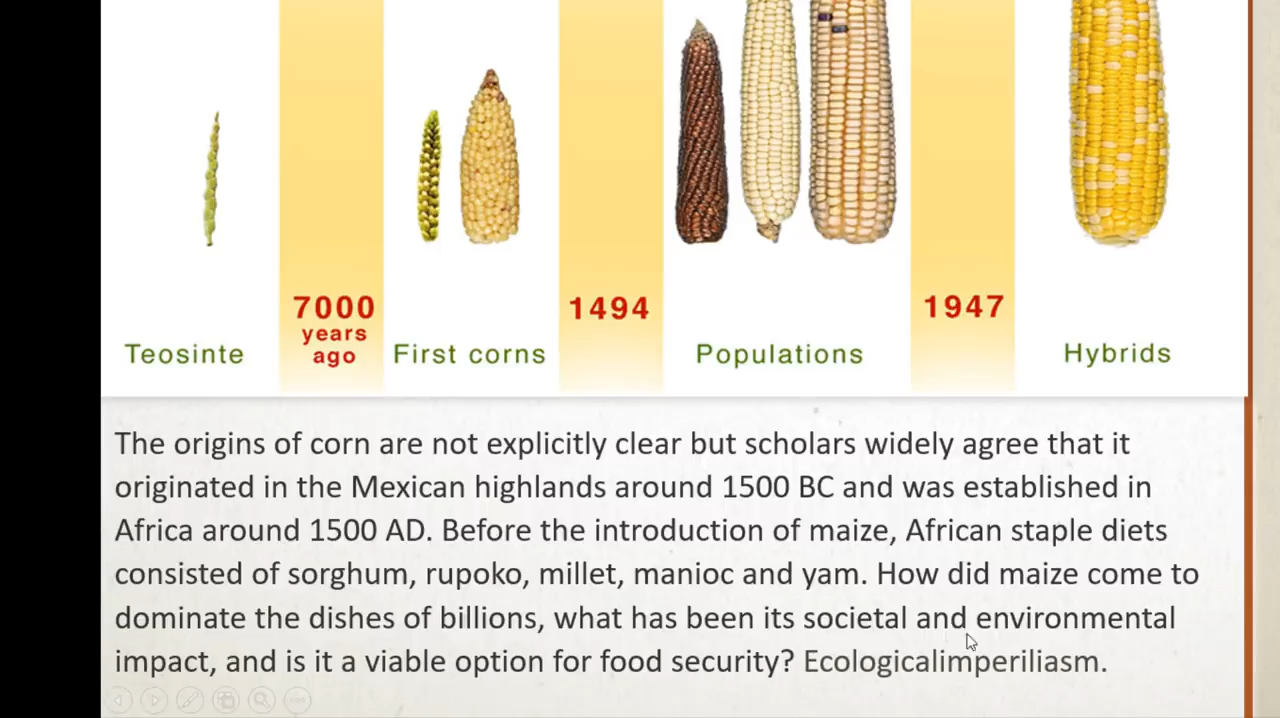 7000
years
ago
1494
1947
Teosinte
First corns
Populations
Hybrids
The origins of corn are not explicitly clear but scholars widely agree that it
originated in the Mexican highlands around 1500 BC and was established in
Africa around 1500 AD. Before the introduction of maize, African staple diets
consisted of sorghum, rupoko, millet, manioc and yam. How did maize come to
dominate the dishes of billions, what has been its societal and environmental
impact, and is it a viable option for food security? Ecologicalimperiliasm.